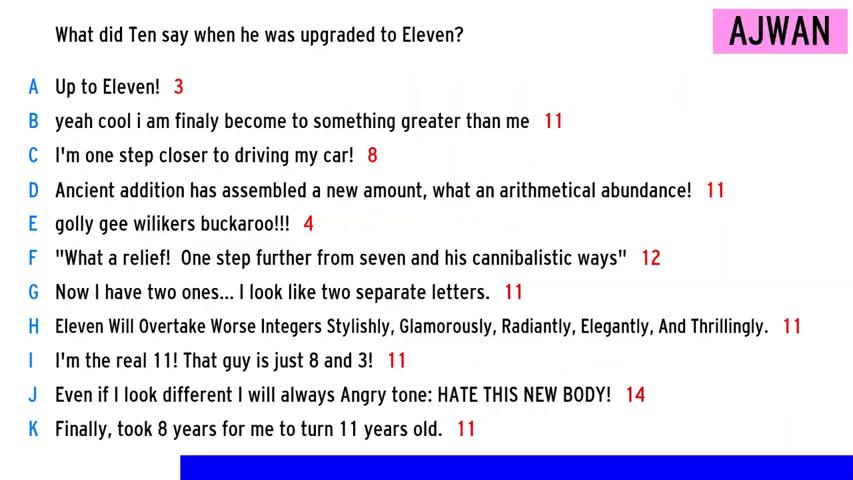 What did Ten say when he was upgraded to Eleven?
AJWAN
A Up to Eleven! 3
B yeah cool i am finaly become to something greater than me 11
C I'm one step closer to driving my car! 8
D Ancient addition has assembled a new amount, what an arithmetical abundance! 11
E golly gee wilikers buckaroo!!! 4
F "What a relief! One step further from seven and his cannibalistic ways" 12
G Now I have two ones... I look like two separate letters. 11
H Eleven Will Overtake Worse Integers Stylishly, Glamorously, Radiantly, Elegantly, And Thrillingly. 11
I I'm the real 11! That guy is just 8 and 3! 11
J Even if I look different I will always Angry tone: HATE THIS NEW BODY! 14
K Finally, took 8 years for me to turn 11 years old. 11